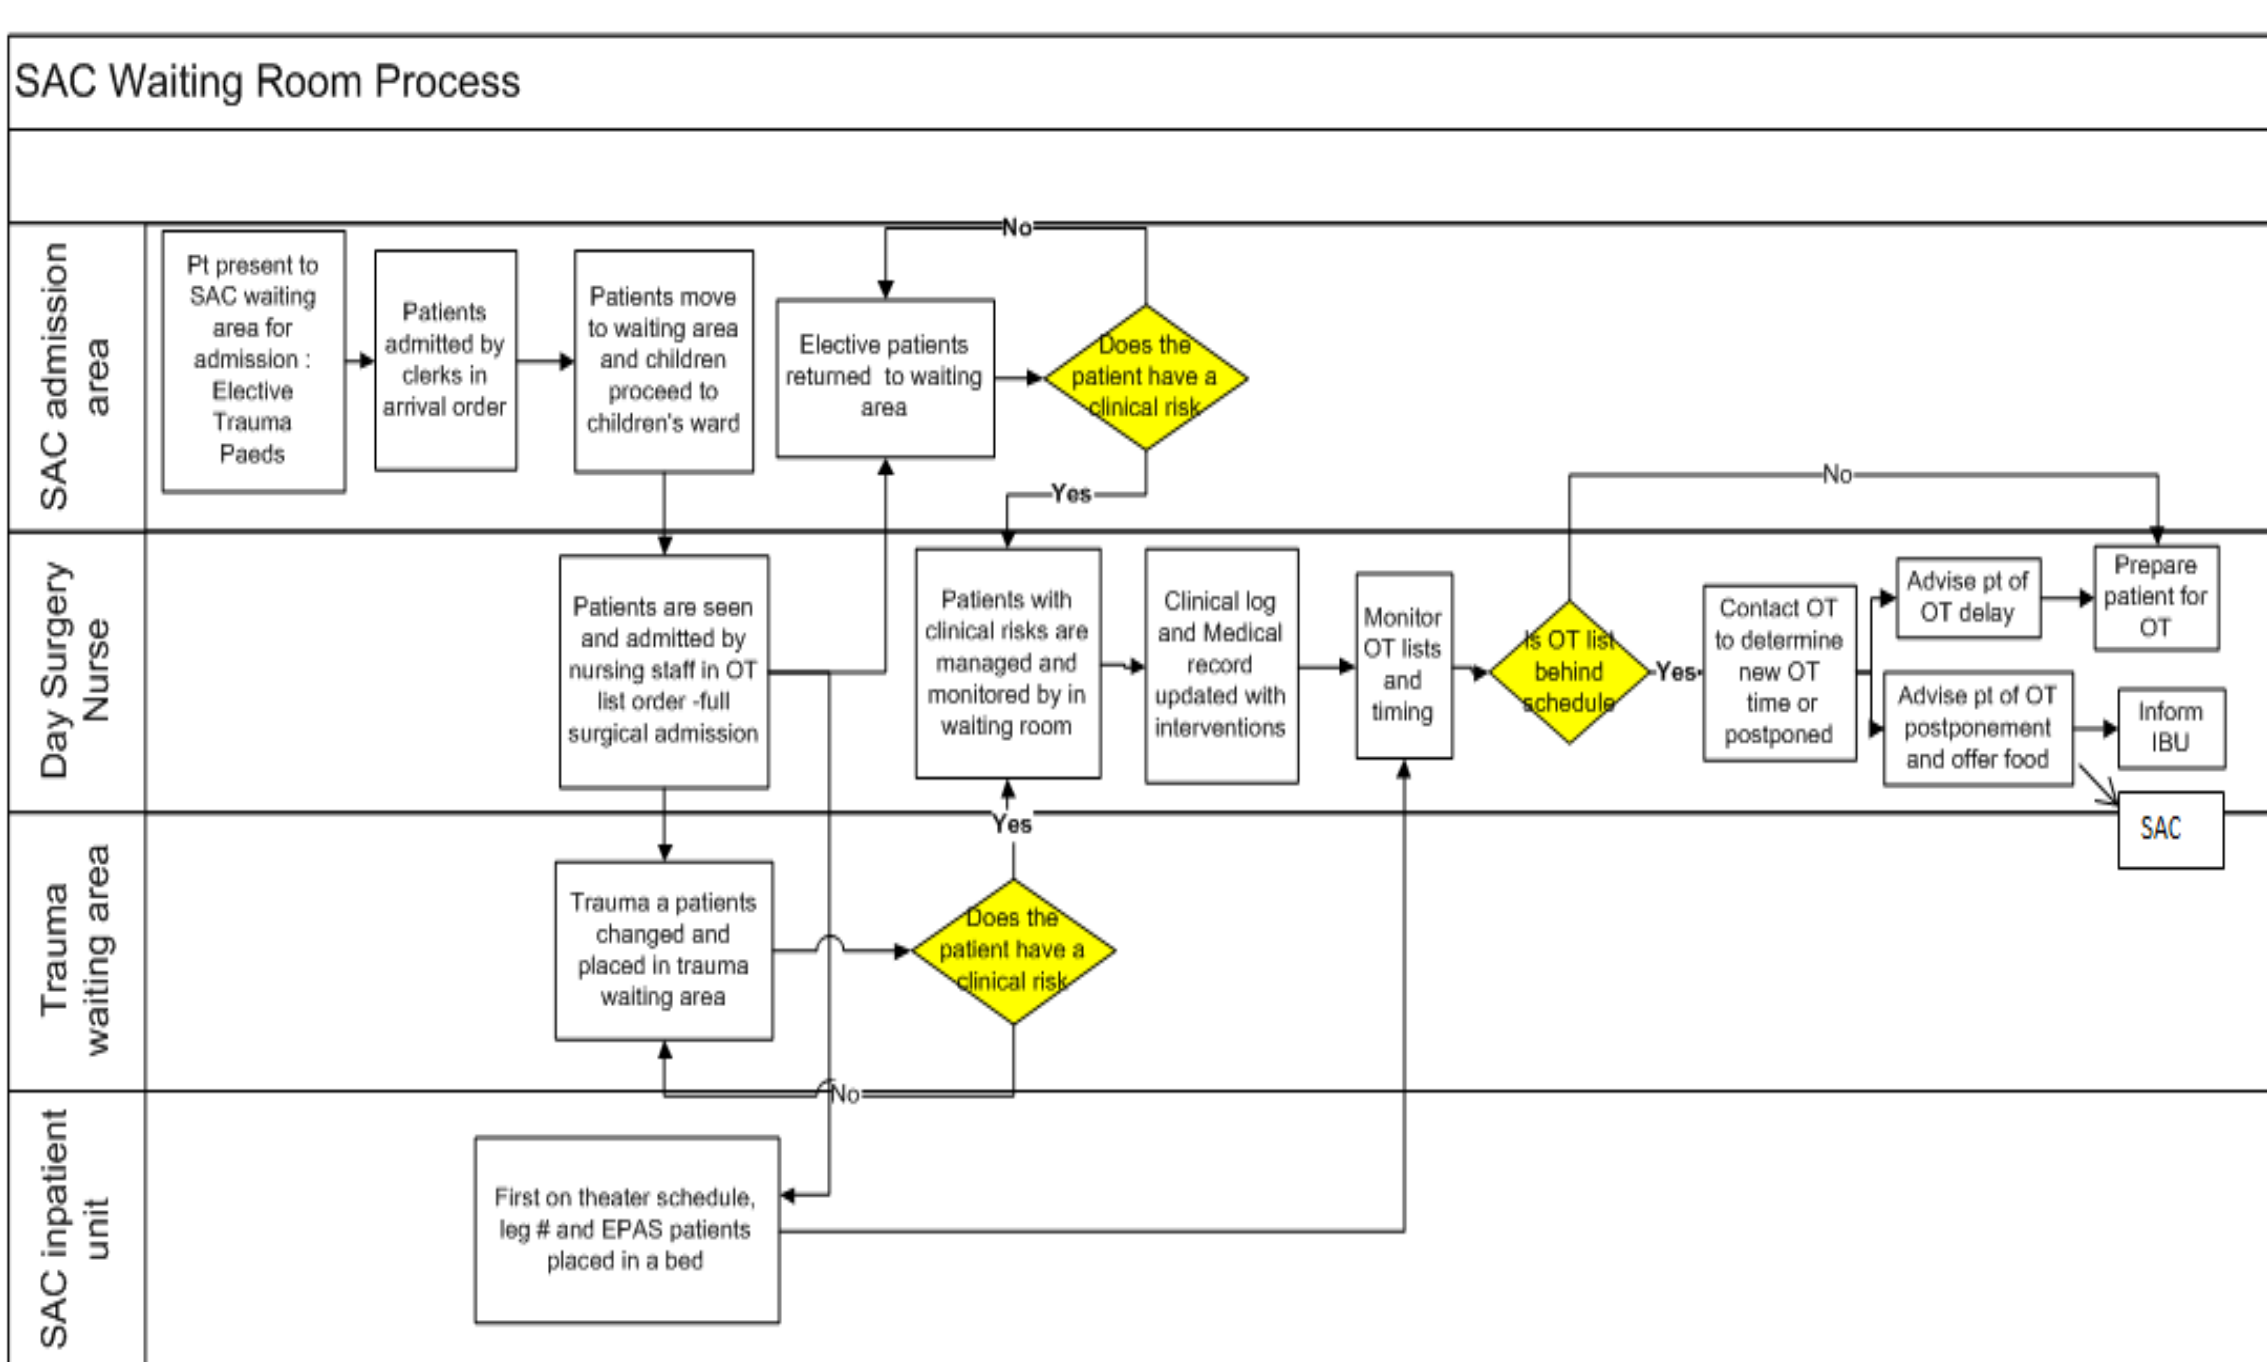 SAC Waiting Room Process
SAC admission
area
Pt present to
SAC waiting
area for
admission :
Elective
Trauma
Paeds
Patients
admitted by
clerks in
arrival order
Patients move
to waiting area
and children
proceed to
children's ward
No
Elective patients
returned to waiting
area
Does the
patient have a
clinical risk
Yes
No
Day Surgery
Nurse
Patients are seen
and admitted by
nursing staff in OT
list order -full
surgical admission
Patients with
clinical risks are
managed and
monitored by in
waiting room
Clinical log
and Medical
record
updated with
interventions
Monitor
OT lists
and
timing
Is OT list
behind
schedule
Yes
Contact OT
to determine
new OT
time or
postponed
Advise pt of
OT delay
Prepare
patient for
OT
Advise pt of OT
postponement
and offer food
Inform
IBU
SAC
Trauma
waiting area
Yes
Trauma a patients
changed and
placed in trauma
waiting area
Does the
patient have a
clinical risk
No
SAC inpatient
unit
First on theater schedule,
leg # and EPAS patients
placed in a bed